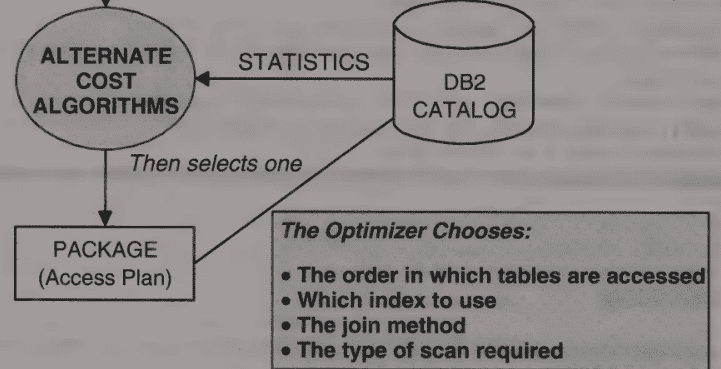 ALTERNATE
COST
ALGORITHMS
STATISTICS
DB2
CATALOG
Then selects one
PACKAGE
(Access Plan)
The Optimizer Chooses:
• The order in which tables are accessed
• Which index to use
• The join method
• The type of scan required